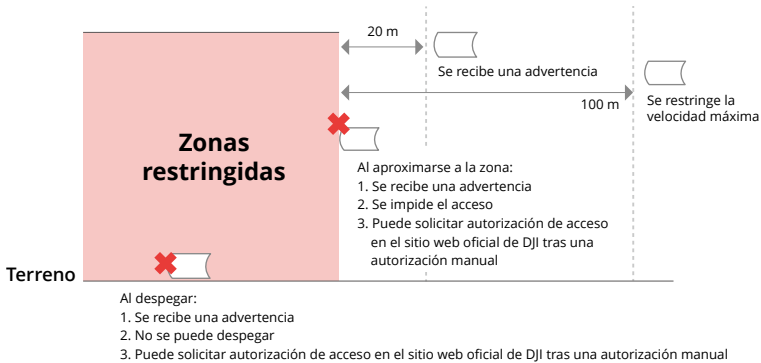 20 m
Se recibe una advertencia
100 m
Se restringe la
velocidad máxima
Zonas
restringidas
Al aproximarse a la zona:
1. Se recibe una advertencia
2. Se impide el acceso
3. Puede solicitar autorización de acceso
en el sitio web oficial de DJI tras una
autorización manual
Terreno
Al despegar:
1. Se recibe una advertencia
2. No se puede despegar
3. Puede solicitar autorización de acceso en el sitio web oficial de DJI tras una autorización manual